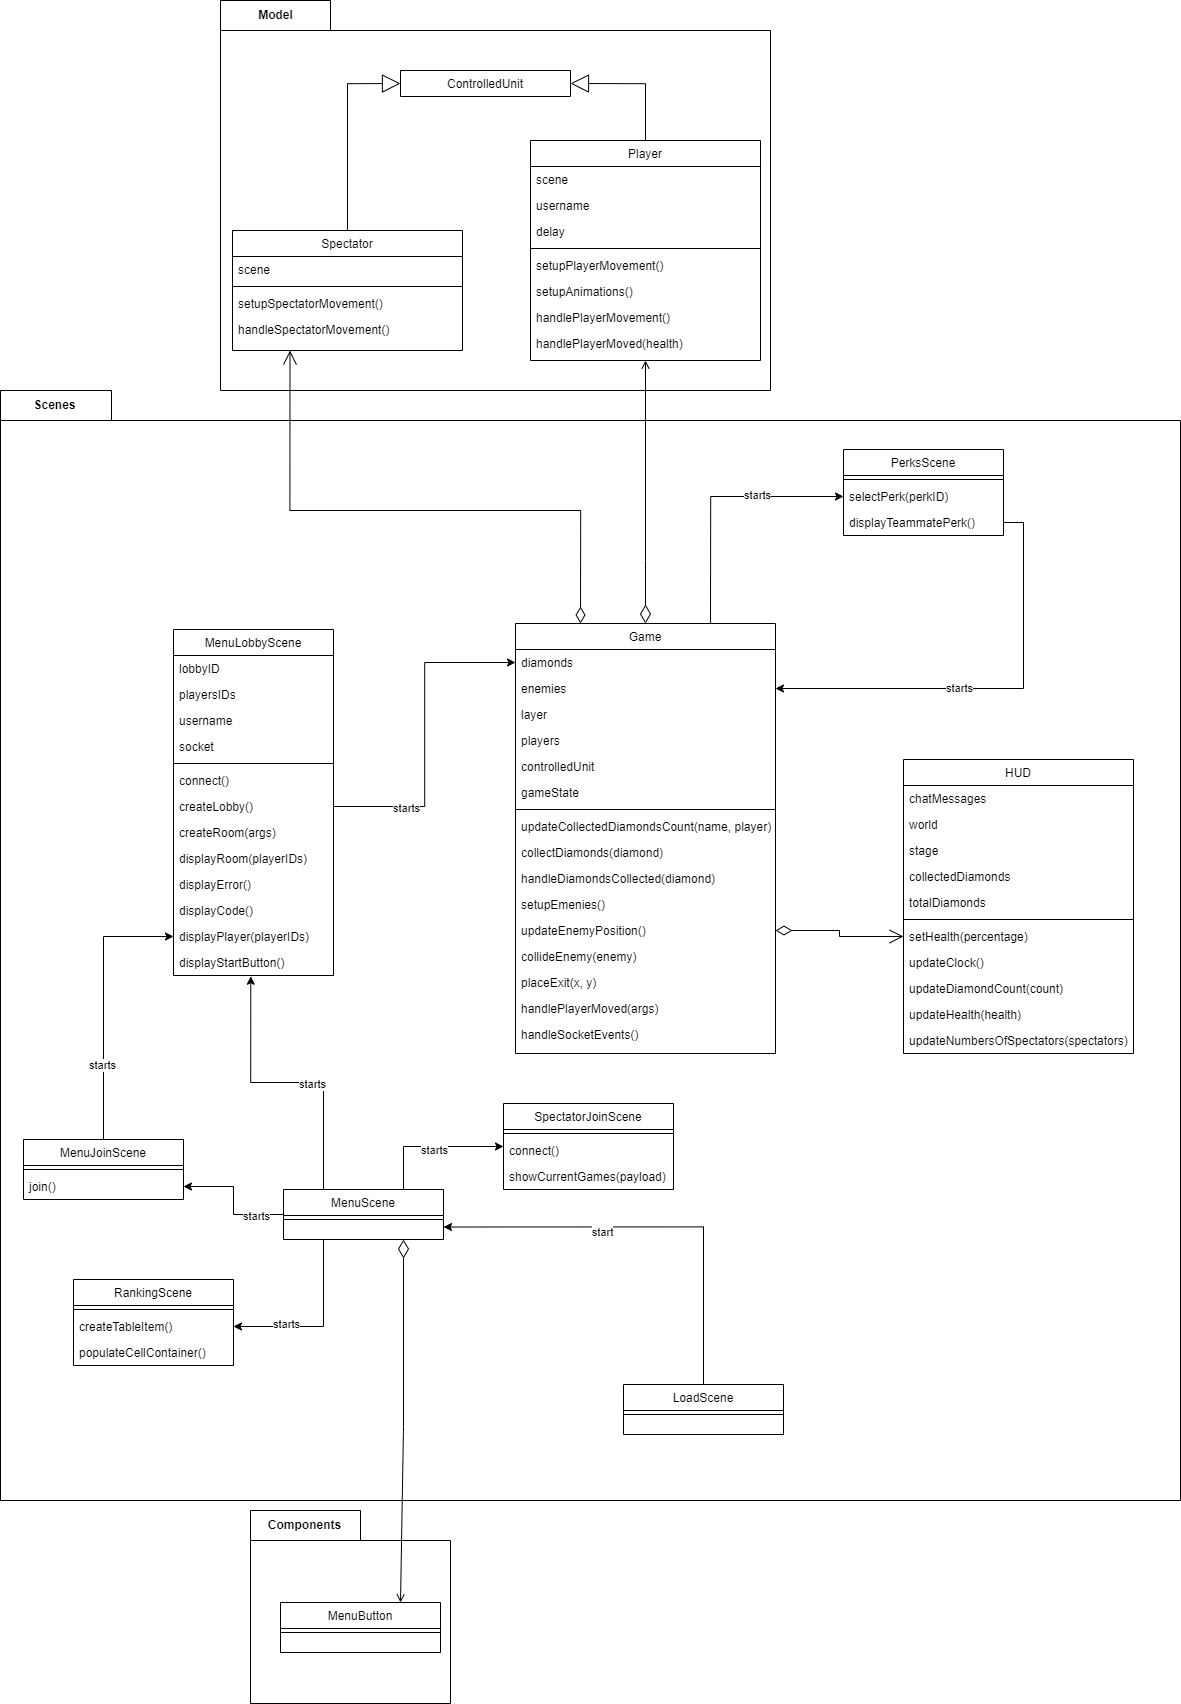 Model
ControlledUnit
Player
scene
username
delay
setupPlayerMovement()
setupAnimations()
handlePlayerMovement()
handlePlayerMoved(health)
Spectator
scene
setupSpectatorMovement()
handleSpectatorMovement()
Scenes
PerksScene
selectPerk(perkID)
displayTeammatePerk()
starts
starts
MenuLobbyScene
lobbyID
playersIDs
username
socket
connect()
createLobby()
createRoom(args)
displayRoom(playerIDs)
displayError()
displayCode()
displayPlayer(playerIDs)
displayStartButton()
starts
Game
diamonds
enemies
layer
players
controlledUnit
gameState
updateCollectedDiamondsCount(name, player)
collectDiamonds(diamond)
handleDiamondsCollected(diamond)
setupEmenies()
updateEnemyPosition()
collideEnemy(enemy)
placeExit(x, y)
handlePlayerMoved(args)
handleSocketEvents()
HUD
chatMessages
world
stage
collectedDiamonds
totalDiamonds
setHealth(percentage)
updateClock()
updateDiamondCount(count)
updateHealth(health)
updateNumbersOfSpectators(spectators)
starts
starts
MenuJoinScene
join()
starts
SpectatorJoinScene
connect()
showCurrentGames(payload)
starts
MenuScene
start
RankingScene
createTableItem()
populateCellContainer()
starts
LoadScene
Components
MenuButton